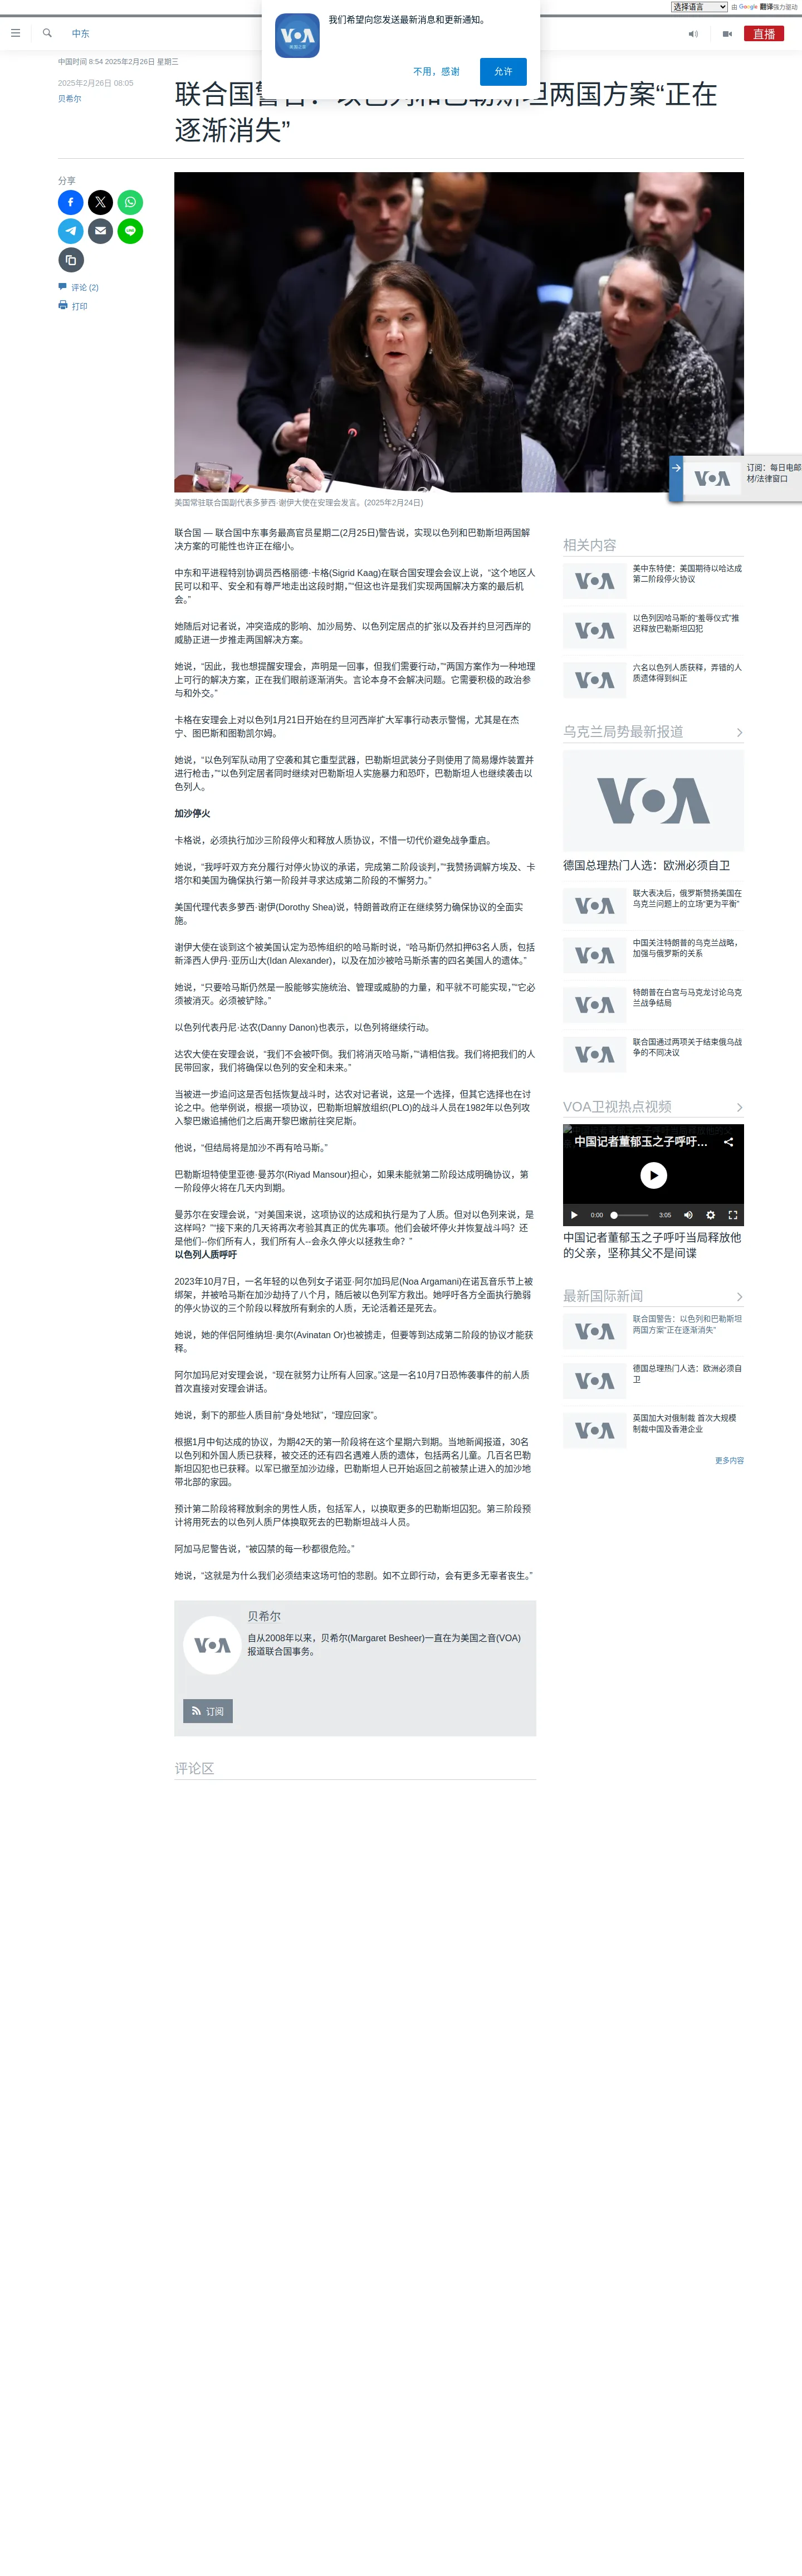 选择语言
由 Google 翻译强力驱动
我们希望向您发送最新消息和更新通知。
不用，感谢
允许
中东
直播
中国时间 8:54 2025年2月26日 星期三
2025年2月26日 08:05
贝希尔
联合国警告：以色列和巴勒斯坦两国方案“正在
逐渐消失”
分享
评论 (2)
打印
美国常驻联合国副代表多萝西·谢伊大使在安理会发言。(2025年2月24日)
订阅：每日电邮
材/法律窗口
联合国 — 联合国中东事务最高官员星期二(2月25日)警告说，实现以色列和巴勒斯坦两国解
决方案的可能性也许正在缩小。
中东和平进程特别协调员西格丽德·卡格(Sigrid Kaag)在联合国安理会会议上说，“这个地区人
民可以和平、安全和有尊严地走出这段时期，”“但这也许是我们实现两国解决方案的最后机
会。”
她随后对记者说，冲突造成的影响、加沙局势、以色列定居点的扩张以及吞并约旦河西岸的
威胁正进一步推走两国解决方案。
她说，“因此，我也想提醒安理会，声明是一回事，但我们需要行动，”“两国方案作为一种地理
上可行的解决方案，正在我们眼前逐渐消失。言论本身不会解决问题。它需要积极的政治参
与和外交。”
卡格在安理会上对以色列1月21日开始在约旦河西岸扩大军事行动表示警惕，尤其是在杰
宁、图巴斯和图勒凯尔姆。
她说，“以色列军队动用了空袭和其它重型武器，巴勒斯坦武装分子则使用了简易爆炸装置并
进行枪击，”“以色列定居者同时继续对巴勒斯坦人实施暴力和恐吓，巴勒斯坦人也继续袭击以
色列人。
加沙停火
卡格说，必须执行加沙三阶段停火和释放人质协议，不惜一切代价避免战争重启。
她说，“我呼吁双方充分履行对停火协议的承诺，完成第二阶段谈判，”“我赞扬调解方埃及、卡
塔尔和美国为确保执行第一阶段并寻求达成第二阶段的不懈努力。”
美国代理代表多萝西·谢伊(Dorothy Shea)说，特朗普政府正在继续努力确保协议的全面实
施。
谢伊大使在谈到这个被美国认定为恐怖组织的哈马斯时说，“哈马斯仍然扣押63名人质，包括
新泽西人伊丹·亚历山大(Idan Alexander)，以及在加沙被哈马斯杀害的四名美国人的遗体。”
她说，“只要哈马斯仍然是一股能够实施统治、管理或威胁的力量，和平就不可能实现，”“它必
须被消灭。必须被铲除。”
以色列代表丹尼·达农(Danny Danon)也表示，以色列将继续行动。
达农大使在安理会说，“我们不会被吓倒。我们将消灭哈马斯，”“请相信我。我们将把我们的人
民带回家，我们将确保以色列的安全和未来。”
当被进一步追问这是否包括恢复战斗时，达农对记者说，这是一个选择，但其它选择也在讨
论之中。他举例说，根据一项协议，巴勒斯坦解放组织(PLO)的战斗人员在1982年以色列攻
入黎巴嫩追捕他们之后离开黎巴嫩前往突尼斯。
他说，“但结局将是加沙不再有哈马斯。”
巴勒斯坦特使里亚德·曼苏尔(Riyad Mansour)担心，如果未能就第二阶段达成明确协议，第
一阶段停火将在几天内到期。
曼苏尔在安理会说，“对美国来说，这项协议的达成和执行是为了人质。但对以色列来说，是
这样吗？”“接下来的几天将再次考验其真正的优先事项。他们会破坏停火并恢复战斗吗？还
是他们--你们所有人，我们所有人--会永久停火以拯救生命？”
以色列人质呼吁
2023年10月7日，一名年轻的以色列女子诺亚·阿尔加玛尼(Noa Argamani)在诺瓦音乐节上被
绑架，并被哈马斯在加沙劫持了八个月，随后被以色列军方救出。她呼吁各方全面执行脆弱
的停火协议的三个阶段以释放所有剩余的人质，无论活着还是死去。
她说，她的伴侣阿维纳坦·奥尔(Avinatan Or)也被掳走，但要等到达成第二阶段的协议才能获
释。
阿尔加玛尼对安理会说，“现在就努力让所有人回家。”这是一名10月7日恐怖袭事件的前人质
首次直接对安理会讲话。
她说，剩下的那些人质目前“身处地狱”，“理应回家”。
根据1月中旬达成的协议，为期42天的第一阶段将在这个星期六到期。当地新闻报道，30名
以色列和外国人质已获释，被交还的还有四名遇难人质的遗体，包括两名儿童。几百名巴勒
斯坦囚犯也已获释。以军已撤至加沙边缘，巴勒斯坦人已开始返回之前被禁止进入的加沙地
带北部的家园。
预计第二阶段将释放剩余的男性人质，包括军人，以换取更多的巴勒斯坦囚犯。第三阶段预
计将用死去的以色列人质尸体换取死去的巴勒斯坦战斗人员。
阿加马尼警告说，“被囚禁的每一秒都很危险。”
她说，“这就是为什么我们必须结束这场可怕的悲剧。如不立即行动，会有更多无辜者丧生。”
贝希尔
自从2008年以来，贝希尔(Margaret Besheer)一直在为美国之音(VOA)
报道联合国事务。
订阅
评论区
相关内容
美中东特使：美国期待以哈达成
第二阶段停火协议
以色列因哈马斯的“羞辱仪式”推
迟释放巴勒斯坦囚犯
六名以色列人质获释，弄错的人
质遗体得到纠正
乌克兰局势最新报道
德国总理热门人选：欧洲必须自卫
联大表决后，俄罗斯赞扬美国在
乌克兰问题上的立场“更为平衡”
中国关注特朗普的乌克兰战略，
加强与俄罗斯的关系
特朗普在白宫与马克龙讨论乌克
兰战争结局
联合国通过两项关于结束俄乌战
争的不同决议
VOA卫视热点视频
中国记者董郁玉之子呼吁...
0:00
3:05
中国记者董郁玉之子呼吁当局释放他
的父亲，坚称其父不是间谍
最新国际新闻
联合国警告：以色列和巴勒斯坦
两国方案“正在逐渐消失”
德国总理热门人选：欧洲必须自
卫
英国加大对俄制裁 首次大规模
制裁中国及香港企业
更多内容